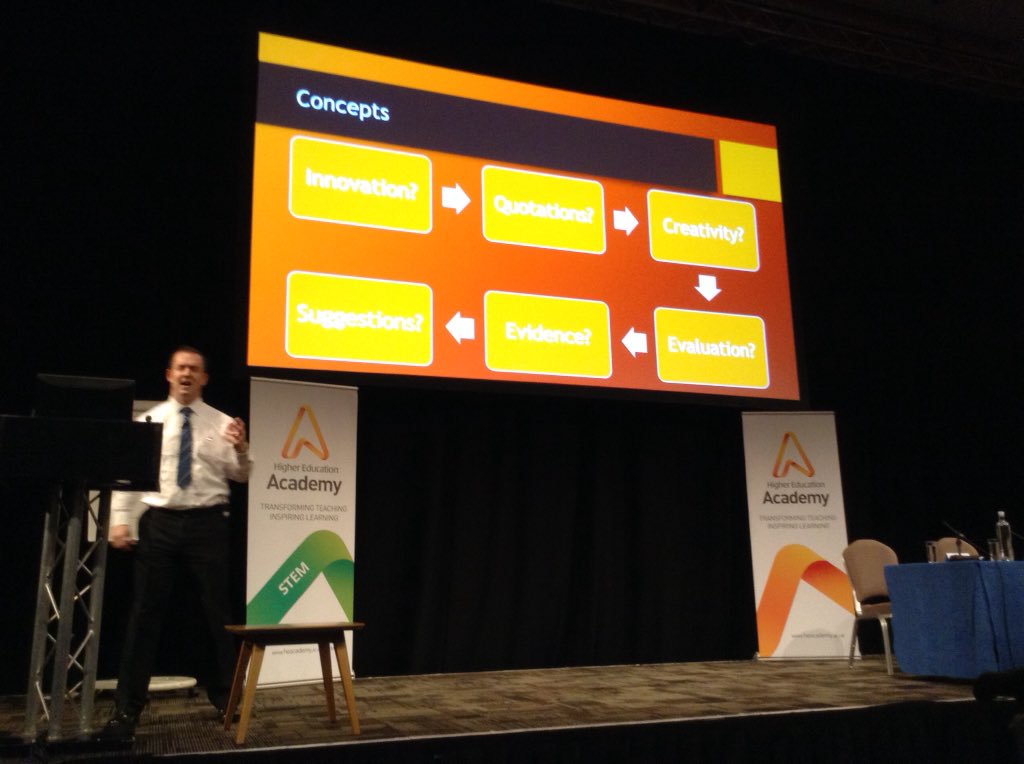 Concepts
Innovation?
Quotations?
Creativity?
Evaluation?
Evidence?
Suggestions?
Higher Education
Academy
TRANSFORMING TEACHING
INSPIRING LEARNING
STEM
Higher Education
Academy
TRANSFORMING TEACHING
INSPIRING LEARNING